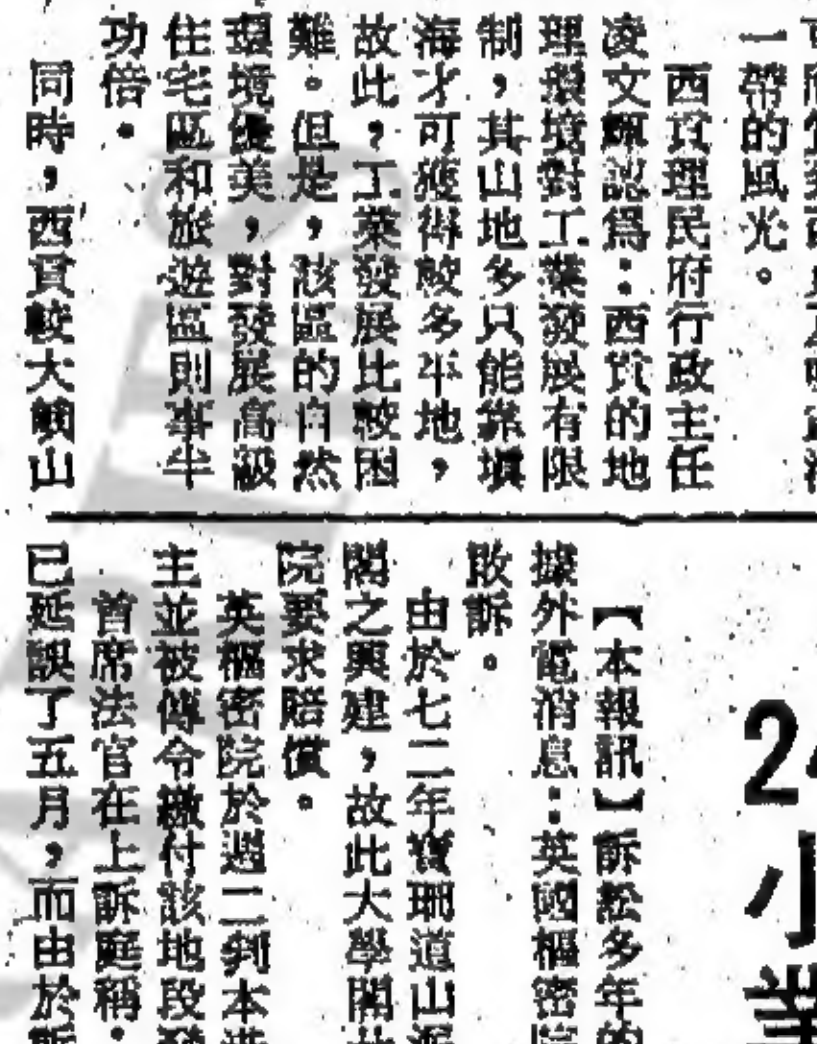 一帶的風光。
西貢理民府行政主任
凌文輝認爲：西貢的地
理環境對工業發展有限
制，其山地多只能靠填
海才可獲得較多平地，
故此，工業發展比較困
難。但是，該區的自然
環境優美，對發展高級
住宅區和旅遊區則事半
功倍。
同時，西貢較大嶼山
24
小
業
【本報訊】訴訟多年的
據外電消息：英國樞密院
敗訴。
由於七二年寶珊道山泥
閣之興建，故此大學閣
院要求賠償。
英樞密院於週二判本港
主並被傳令繳付該地段
首席法官在上訴庭稱：
已延誤了五月，而由於